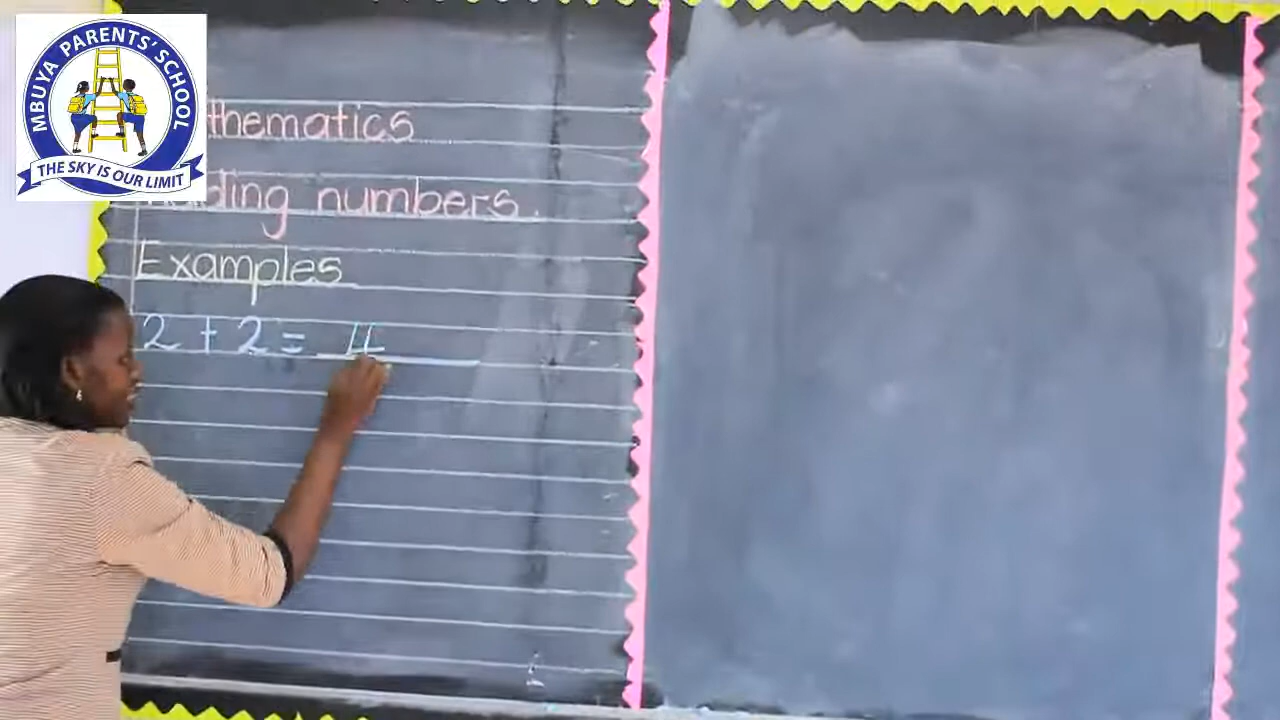 MBUYA PARENTS' SCHOOL
THE SKY IS OUR LIMIT
thematics
numbers.
Examples
2 + 2 = 4